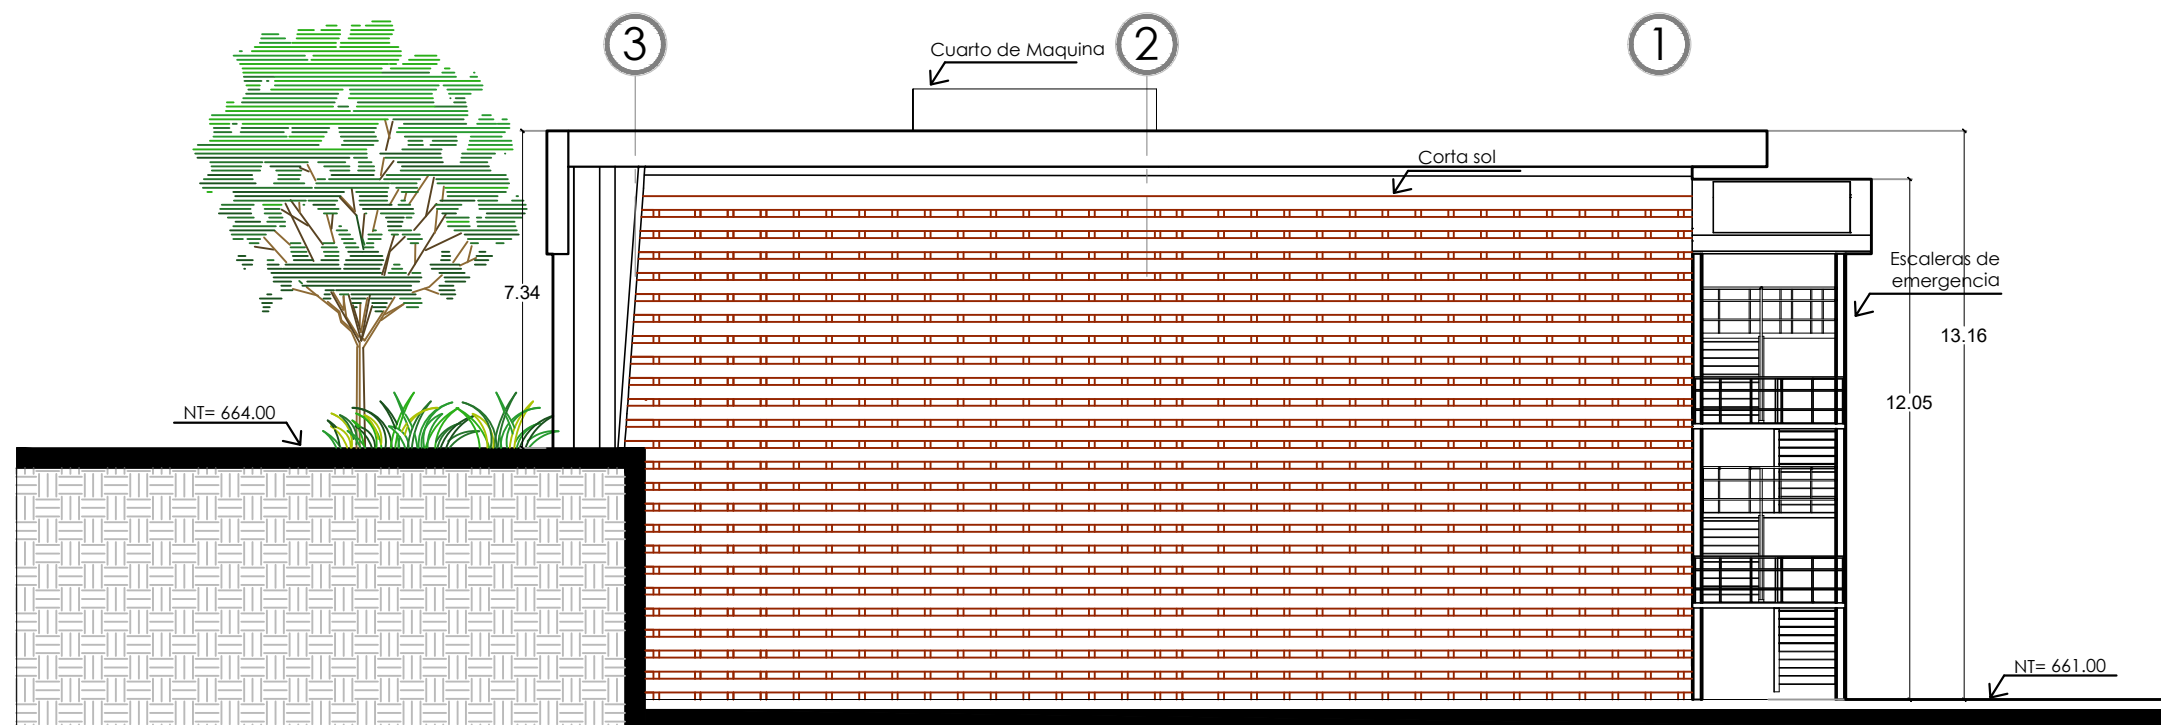 3
2
1
Cuarto de Maquina
Corta sol
Escaleras de
emergencia
7.34
13.16
12.05
NT= 664.00
NT= 661.00